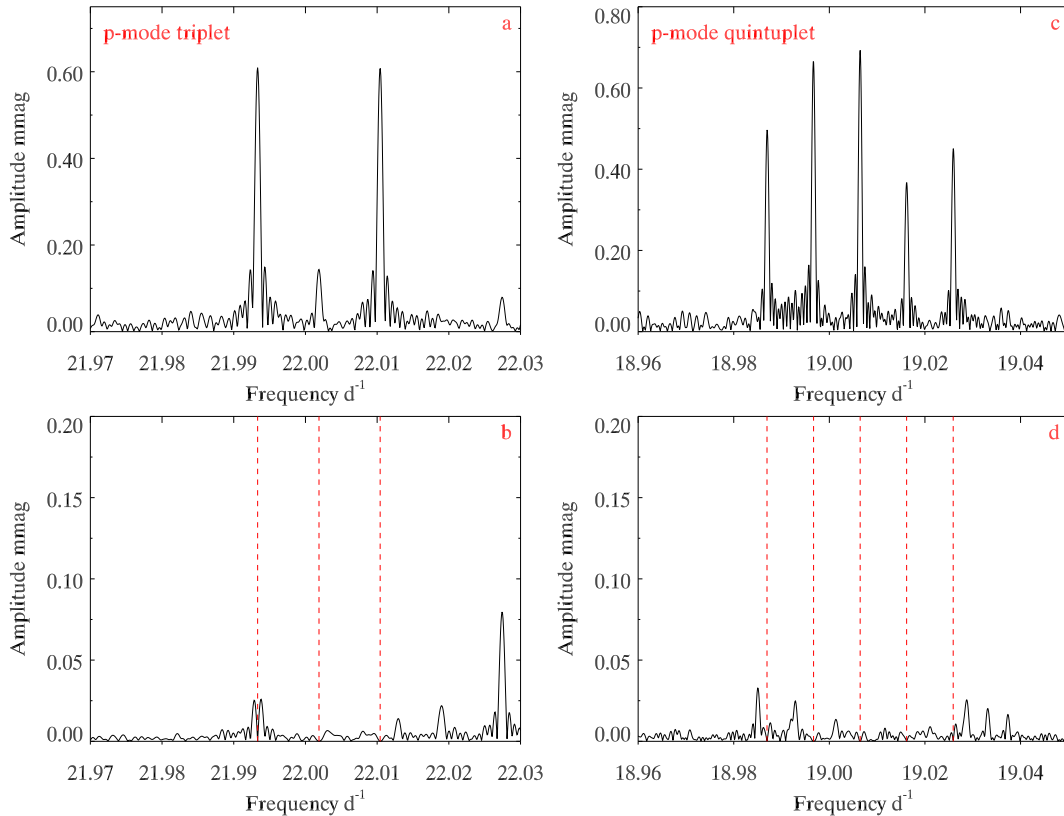 p-mode triplet
a
Amplitude mmag
0.60
0.40
0.20
0.00
21.97 21.98 21.99 22.00 22.01 22.02 22.03
Frequency d-1
p-mode quintuplet
c
Amplitude mmag
0.80
0.60
0.40
0.20
0.00
18.96 18.98 19.00 19.02 19.04
Frequency d-1
b
Amplitude mmag
0.20
0.15
0.10
0.05
0.00
21.97 21.98 21.99 22.00 22.01 22.02 22.03
Frequency d-1
d
Amplitude mmag
0.20
0.15
0.10
0.05
0.00
18.96 18.98 19.00 19.02 19.04
Frequency d-1